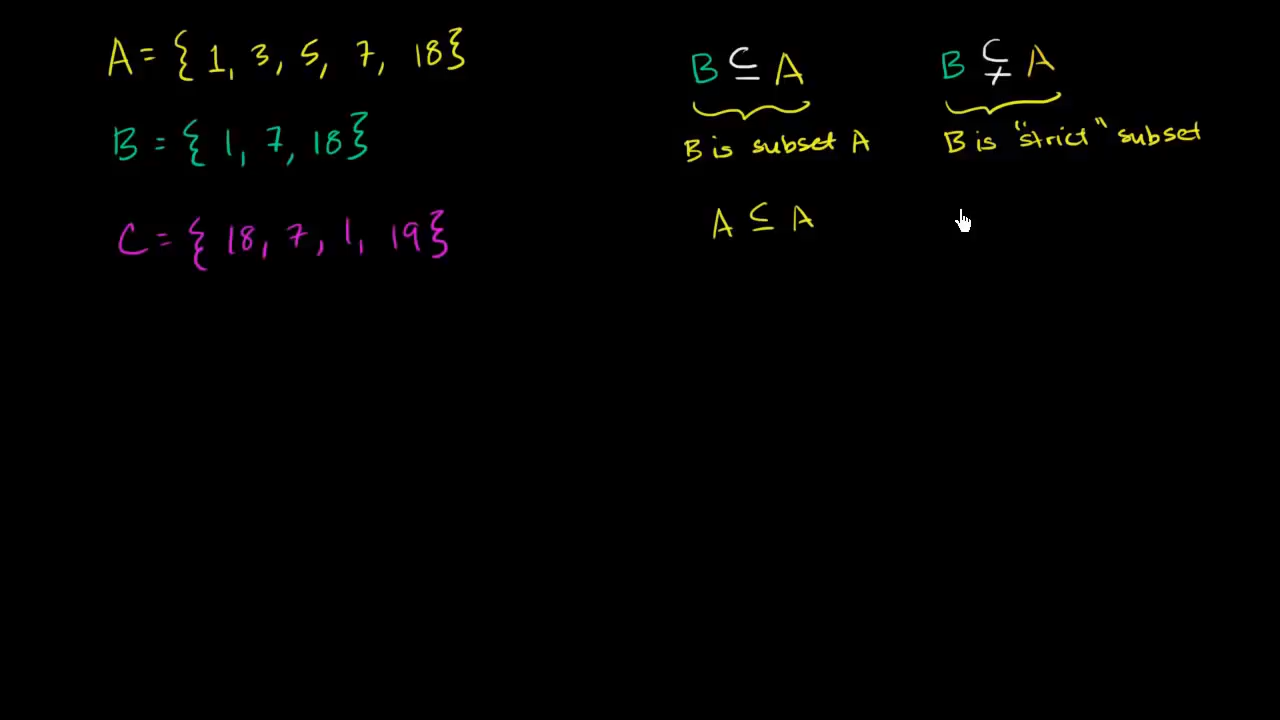 A = { 1, 3, 5, 7, 18}
B = { 1, 7, 18}
C = { 18, 7, 1, 19}
B ⊆ A
B is subset A
A ⊆ A
B ⊊ A
B is "strict" subset